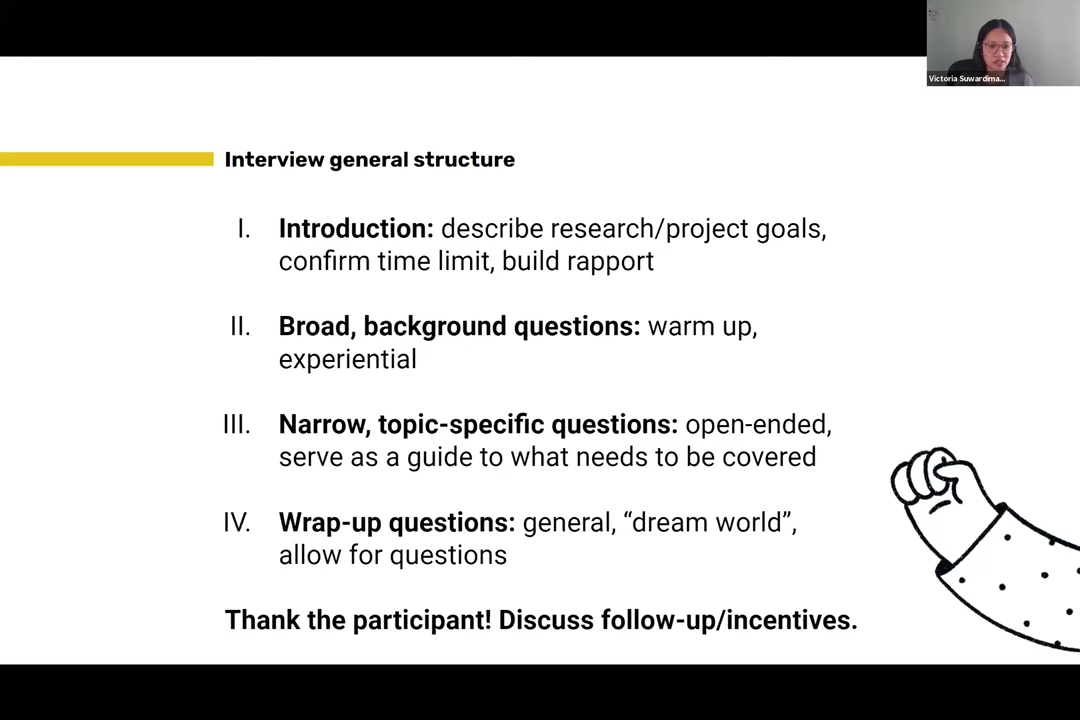 Victoria Suwardima...
Interview general structure
I. Introduction: describe research/project goals,
confirm time limit, build rapport
II. Broad, background questions: warm up,
experiential
III. Narrow, topic-specific questions: open-ended,
serve as a guide to what needs to be covered
IV. Wrap-up questions: general, “dream world”,
allow for questions
Thank the participant! Discuss follow-up/incentives.